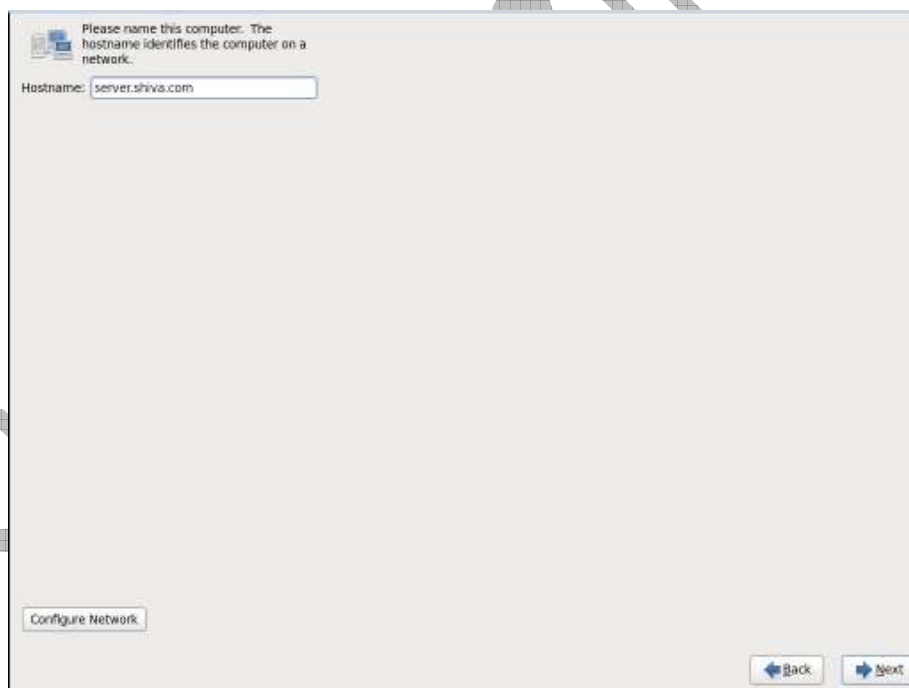 Please name this computer. The
hostname identifies the computer on a
network.
Hostname: server.shiva.com
Configure Network
Back
Next